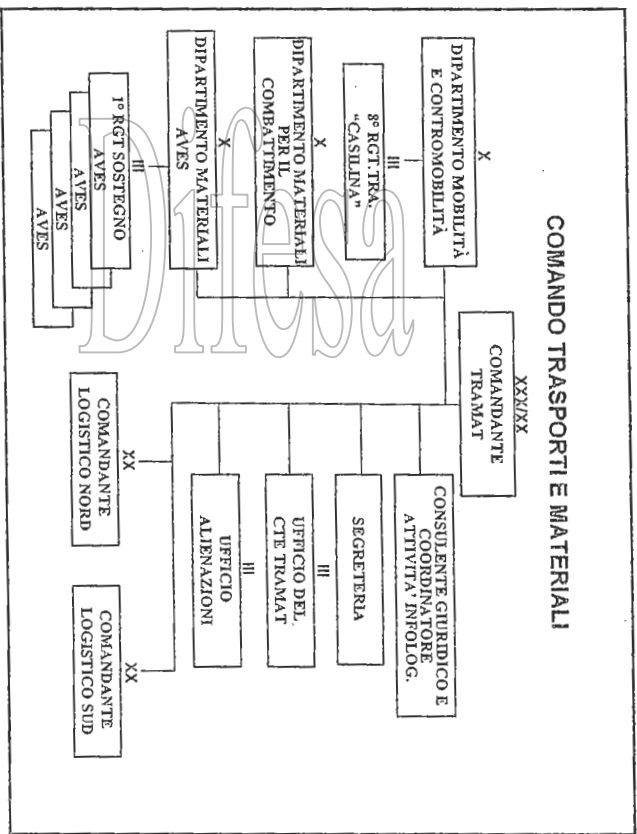 COMANDO TRASPORTI E MATERIALI
XXX/XX
COMANDANTE
TRAMAT
X
DIPARTIMENTO MOBILITÀ
E CONTROMOBILITÀ
III
8° RGT.TRA.
"CASILINA"
X
DIPARTIMENTO MATERIALI
PER IL
COMBATTIMENTO
X
DIPARTIMENTO MATERIALI
AVES
III
1° RGT SOSTEGNO
AVES
AVES
AVES
AVES
CONSULENTE GIURIDICO E
COORDINATORE
ATTIVITA' INFOLOG.
SEGRETERIA
III
UFFICIO DEL
CTE TRAMAT
III
UFFICIO
ALIENAZIONI
XX
COMANDANTE
LOGISTICO NORD
XX
COMANDANTE
LOGISTICO SUD
Difesa